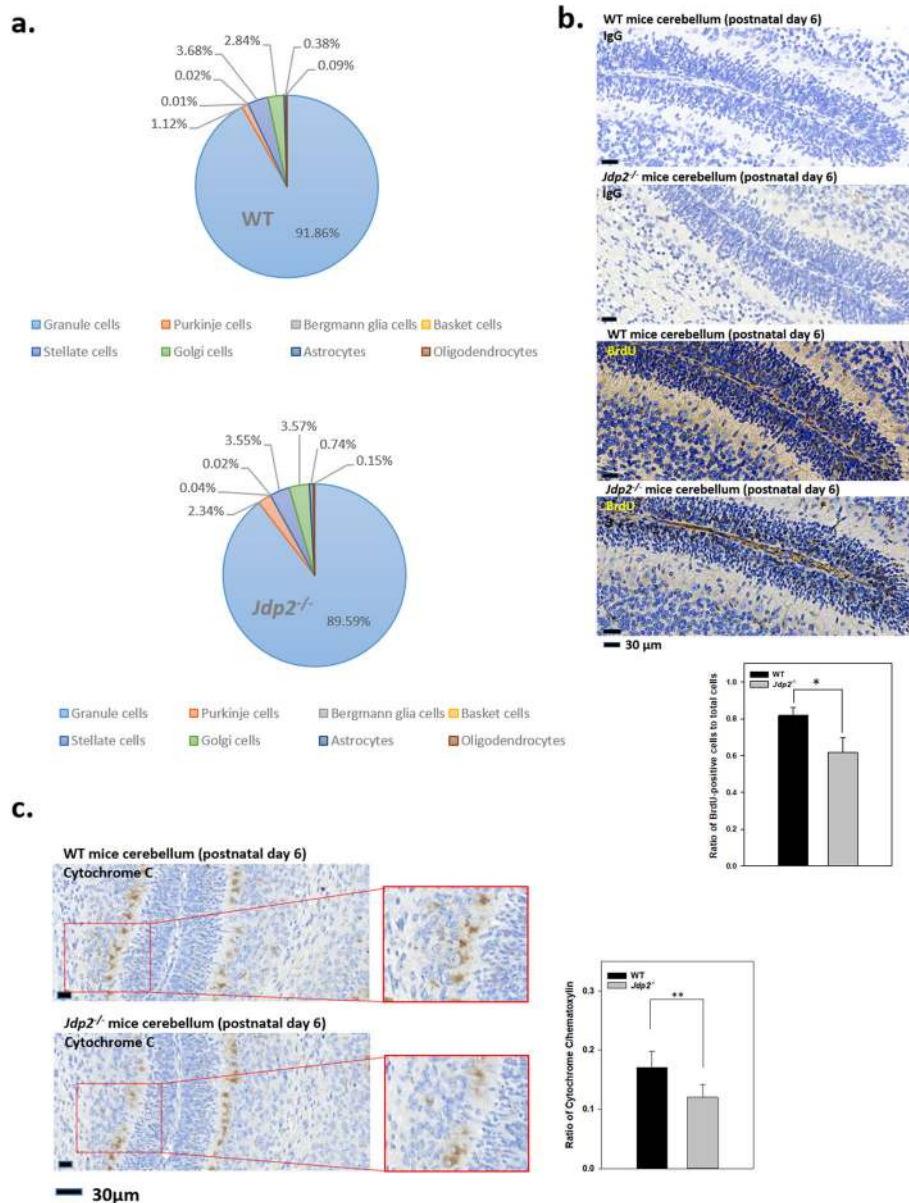 a.
2.84%
0.38%
3.68%
0.09%
0.02%
0.01%
1.12%
WT
91.86%
Granule cells Purkinje cells Bergmann glia cells Basket cells
Stellate cells Golgi cells Astrocytes Oligodendrocytes
3.57%
3.55%
0.74%
0.02%
0.15%
0.04%
2.34%
Jdp2-/-
89.59%
Granule cells Purkinje cells Bergmann glia cells Basket cells
Stellate cells Golgi cells Astrocytes Oligodendrocytes
b.
WT mice cerebellum (postnatal day 6)
IgG
Jdp2-/- mice cerebellum (postnatal day 6)
IgG
WT mice cerebellum (postnatal day 6)
BrdU
Jdp2-/- mice cerebellum (postnatal day 6)
BrdU
30 µm
Ratio of BrdU-positive cells to total cells
1.0
0.8
0.6
0.4
0.2
0.0
WT
Jdp2-/-
*
c.
WT mice cerebellum (postnatal day 6)
Cytochrome C
Jdp2-/- mice cerebellum (postnatal day 6)
Cytochrome C
30µm
Ratio of Cytochrome C/hematoxylin
0.3
0.2
0.1
0.0
WT
Jdp2-/-
**